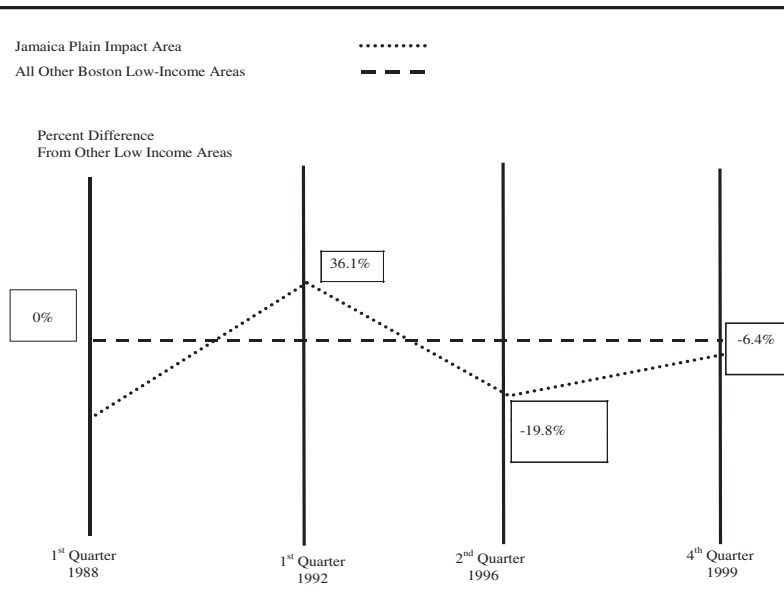 Jamaica Plain Impact Area
All Other Boston Low-Income Areas
Percent Difference
From Other Low Income Areas
36.1%
0%
-6.4%
-19.8%
1st Quarter
1988
1st Quarter
1992
2nd Quarter
1996
4th Quarter
1999